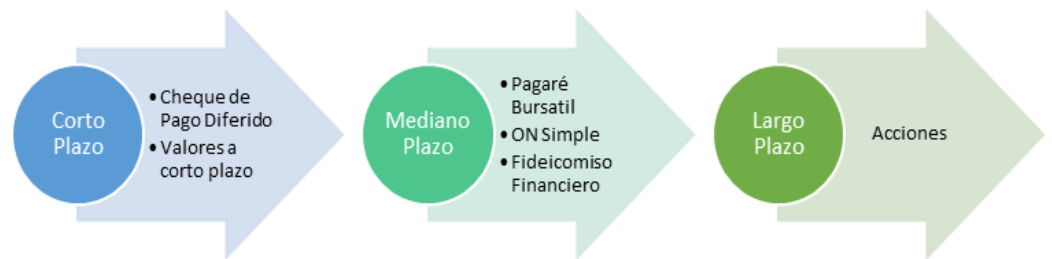 Corto
Plazo
• Cheque de
Pago Diferido
• Valores a
corto plazo
Mediano
Plazo
• Pagaré
Bursatil
• ON Simple
• Fideicomiso
Financiero
Largo
Plazo
Acciones